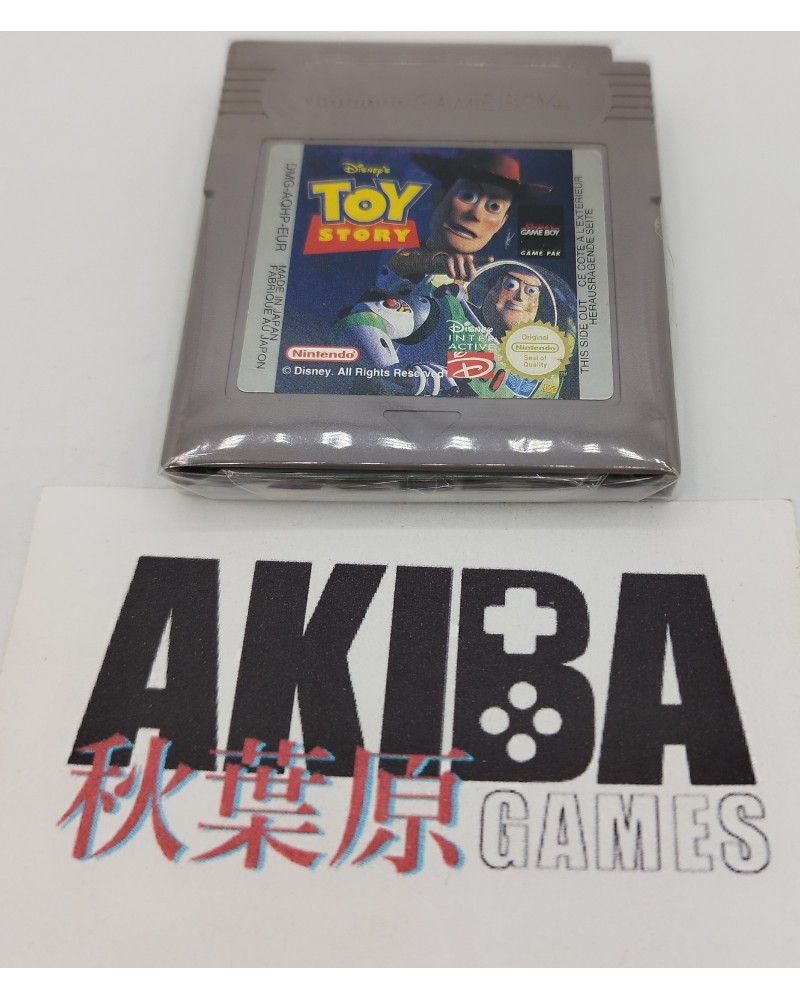 DISNEY'S
TOY
STORY
DMG-AQHP-EUR
MADE IN JAPAN
FABRIQUE AU JAPON
GAME BOY
GAME PAK
THIS SIDE OUT CE COTE A L'EXTERIEUR
HERAUSRAGENDE SEITE
Nintendo
© Disney. All Rights Reserved
DISNEY
INTER
ACTIVE
D
Original
Nintendo
Seal of
Quality
AKIBA
秋葉原
GAMES